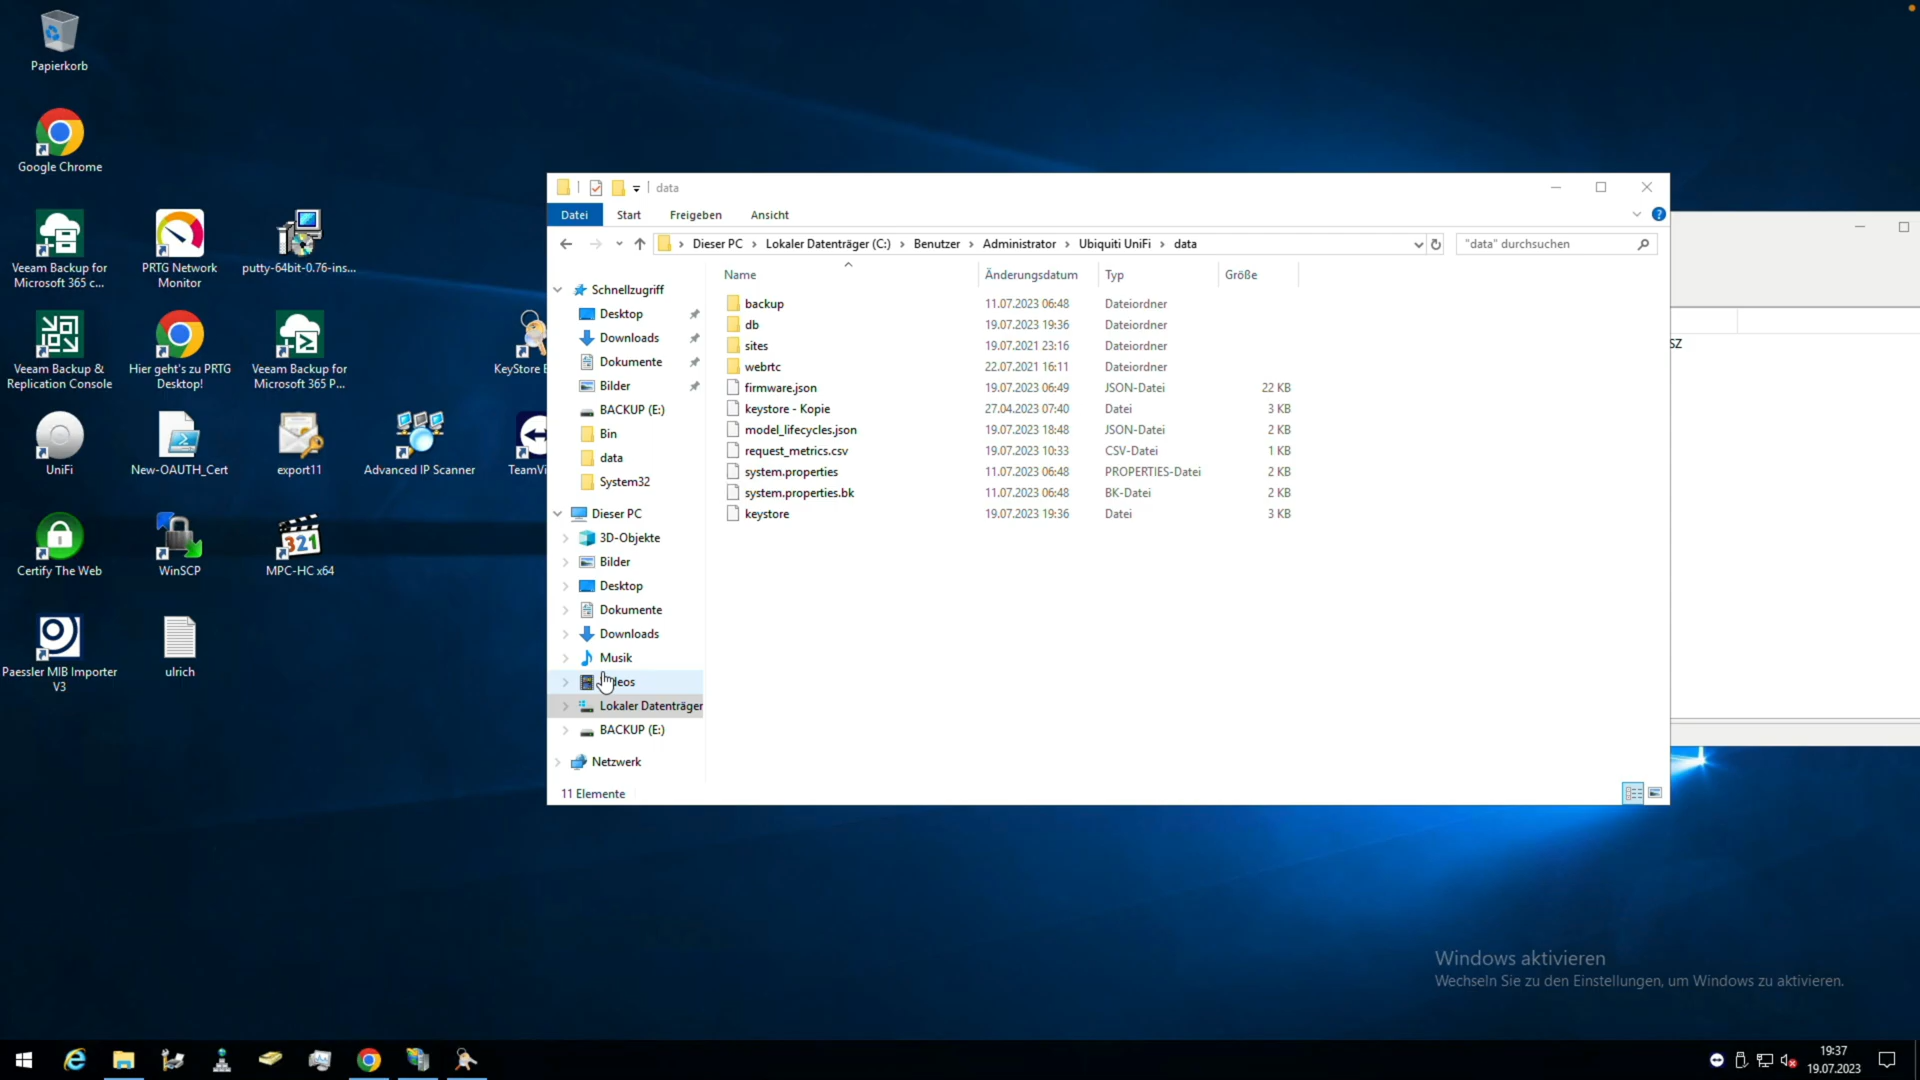 Papierkorb
Google Chrome
Veeam Backup for
Microsoft 365 c...
PRTG Network
Monitor
putty-64bit-0.76-ins...
Veeam Backup &
Replication Console
Hier geht's zu PRTG
Desktop!
Veeam Backup for
Microsoft 365 P...
KeyStore E
UniFi
New-OAUTH_Cert
export11
Advanced IP Scanner
TeamVi
Certify The Web
WinSCP
321
MPC-HC x64
Paessler MIB Importer
V3
ulrich
data
Datei Start Freigeben Ansicht
Dieser PC Lokaler Datenträger (C:) Benutzer Administrator Ubiquiti UniFi data
"data" durchsuchen
Schnellzugriff
Desktop
Downloads
Dokumente
Bilder
BACKUP (E:)
Bin
data
System32
Dieser PC
3D-Objekte
Bilder
Desktop
Dokumente
Downloads
Musik
eos
Lokaler Datenträger
BACKUP (E:)
Netzwerk
Name Änderungsdatum Typ Größe
backup 11.07.2023 06:48 Dateiordner
db 19.07.2023 19:36 Dateiordner
sites 19.07.2021 23:16 Dateiordner
webrtc 22.07.2021 16:11 Dateiordner
firmware.json 19.07.2023 06:49 JSON-Datei 22 KB
keystore - Kopie 27.04.2023 07:40 Datei 3 KB
model_lifecycles.json 19.07.2023 18:48 JSON-Datei 2 KB
request_metrics.csv 19.07.2023 10:33 CSV-Datei 1 KB
system.properties 11.07.2023 06:48 PROPERTIES-Datei 2 KB
system.properties.bk 11.07.2023 06:48 BK-Datei 2 KB
keystore 19.07.2023 19:36 Datei 3 KB
11 Elemente
SZ
Windows aktivieren
Wechseln Sie zu den Einstellungen, um Windows zu aktivieren.
19:37
19.07.2023